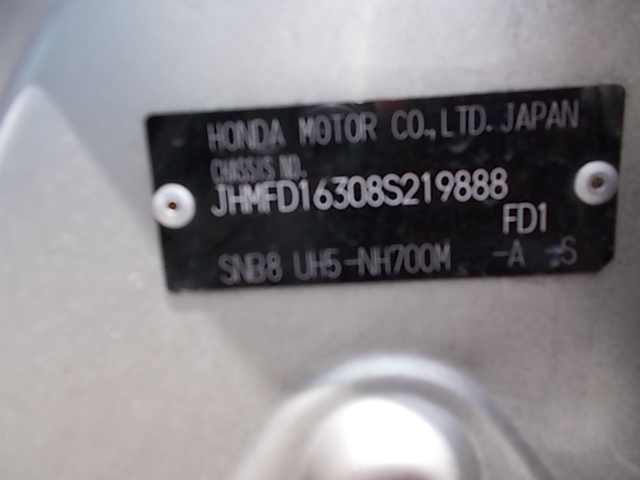 HONDA MOTOR CO.,LTD. JAPAN
CHASSIS NO.
JHMFD16308S219888
FD1
SNB8 UH5-NH700M -A S